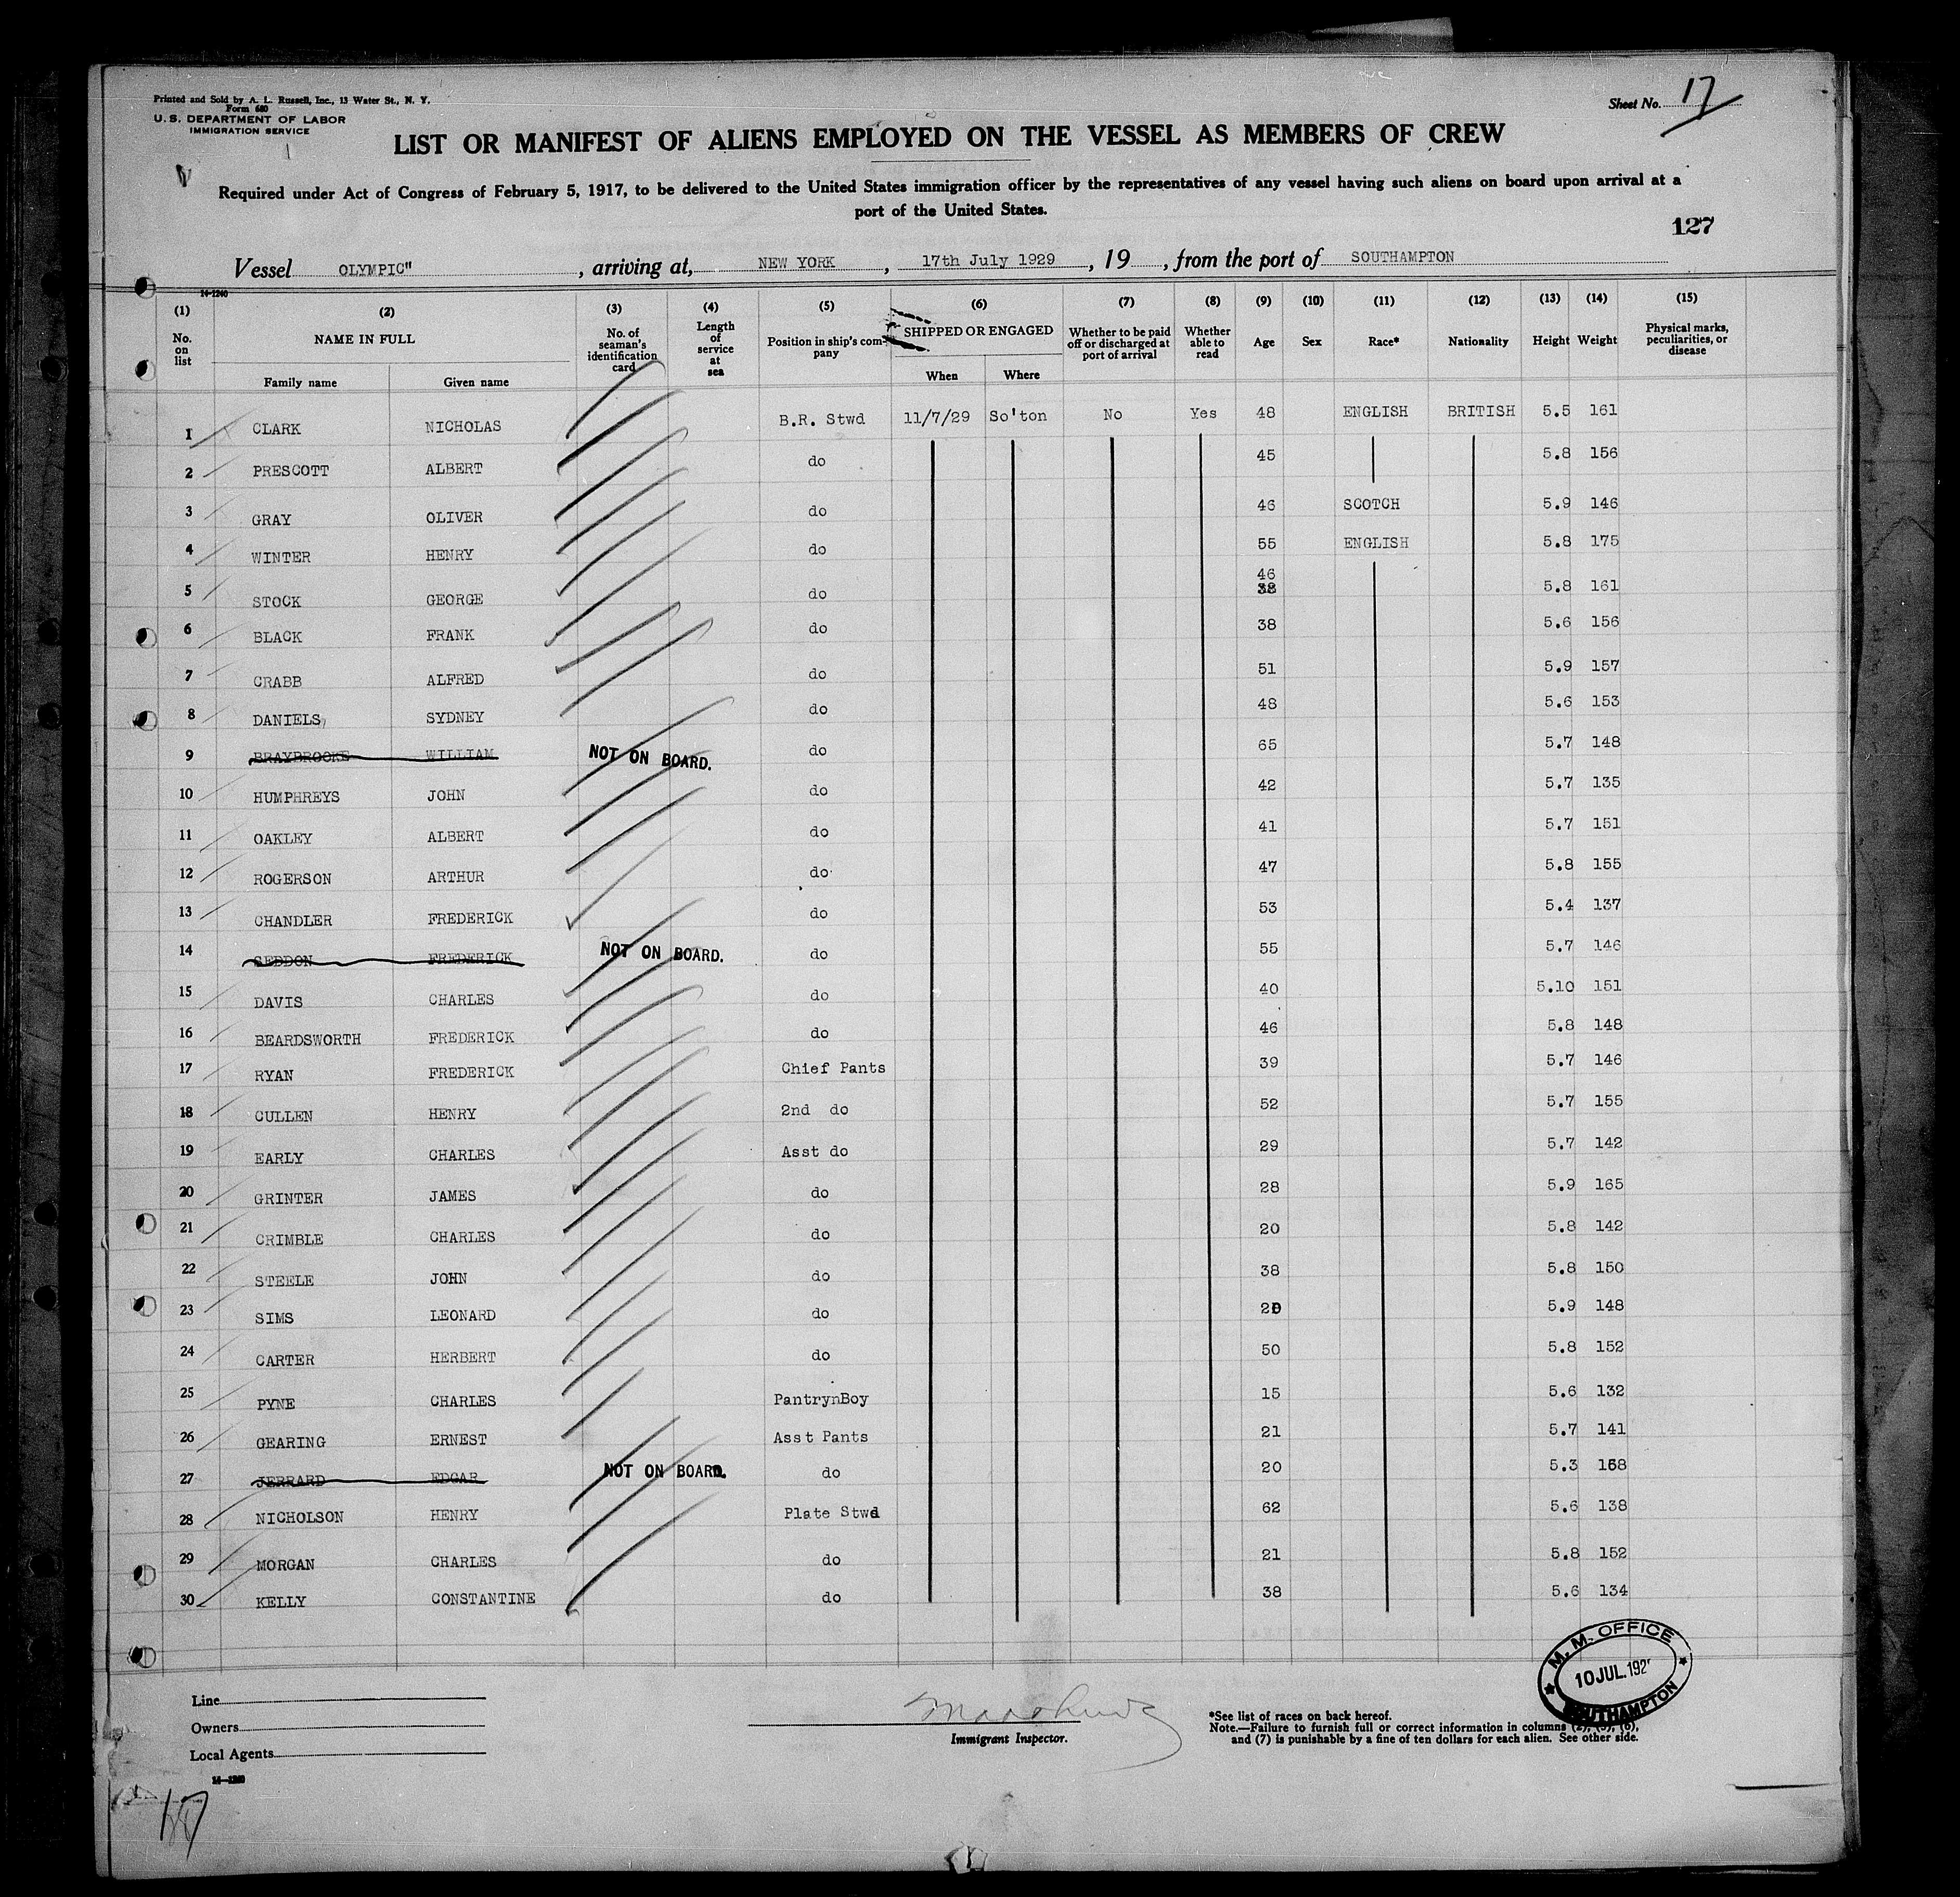 Printed and Sold by A. L. Russell, Inc., 13 Water St., N. Y.
Form 680
U. S. DEPARTMENT OF LABOR
IMMIGRATION SERVICE
Sheet No. 17
LIST OR MANIFEST OF ALIENS EMPLOYED ON THE VESSEL AS MEMBERS OF CREW
Required under Act of Congress of February 5, 1917, to be delivered to the United States immigration officer by the representatives of any vessel having such aliens on board upon arrival at a
port of the United States.
127
Vessel OLYMPIC" , arriving at, NEW YORK , 17th July 1929 , 19 , from the port of SOUTHAMPTON
14-1240
(1) (2) (3) (4) (5) (6) (7) (8) (9) (10) (11) (12) (13) (14) (15)
No. on list NAME IN FULL No. of seaman's identification card Length of service at sea Position in ship's company SHIPPED OR ENGAGED Whether to be paid off or discharged at port of arrival Whether able to read Age Sex Race* Nationality Height Weight Physical marks, peculiarities, or disease
Family name Given name When Where
1 CLARK NICHOLAS B.R. Stwd 11/7/29 So'ton No Yes 48 ENGLISH BRITISH 5.5 161
2 PRESCOTT ALBERT do 45 5.8 156
3 GRAY OLIVER do 46 SCOTCH 5.9 146
4 WINTER HENRY do 55 ENGLISH 5.8 175
5 STOCK GEORGE do 46 38 5.8 161
6 BLACK FRANK do 38 5.6 156
7 CRABB ALFRED do 51 5.9 157
8 DANIELS, SYDNEY do 48 5.6 153
9 BRAYBROOKE WILLIAM NOT ON BOARD. do 65 5.7 148
10 HUMPHREYS JOHN do 42 5.7 135
11 OAKLEY ALBERT do 41 5.7 151
12 ROGERSON ARTHUR do 47 5.8 155
13 CHANDLER FREDERICK do 53 5.4 137
14 SEDDON FREDERICK NOT ON BOARD. do 55 5.7 146
15 DAVIS CHARLES do 40 5.10 151
16 BEARDSWORTH FREDERICK do 46 5.8 148
17 RYAN FREDERICK Chief Pants 39 5.7 146
18 CULLEN HENRY 2nd do 52 5.7 155
19 EARLY CHARLES Asst do 29 5.7 142
20 GRINTER JAMES do 28 5.9 165
21 CRIMBLE CHARLES do 20 5.8 142
22 STEELE JOHN do 38 5.8 150
23 SIMS LEONARD do 5.9 148
24 CARTER HERBERT do 50 5.8 152
25 PYNE CHARLES PantrynBoy 15 5.6 132
26 GEARING ERNEST Asst Pants 21 5.7 141
27 JERRARD EDGAR NOT ON BOARD. do 20 5.3 168
28 NICHOLSON HENRY Plate Stwd 62 5.6 138
29 MORGAN CHARLES do 21 5.8 152
30 KELLY CONSTANTINE do 38 5.6 134
M. M. OFFICE
10 JUL. 192
SOUTHAMPTON
Line
Owners
Local Agents
14-1240
Immigrant Inspector.
*See list of races on back hereof.
Note.—Failure to furnish full or correct information in columns (2), (5), (6),
and (7) is punishable by a fine of ten dollars for each alien. See other side.